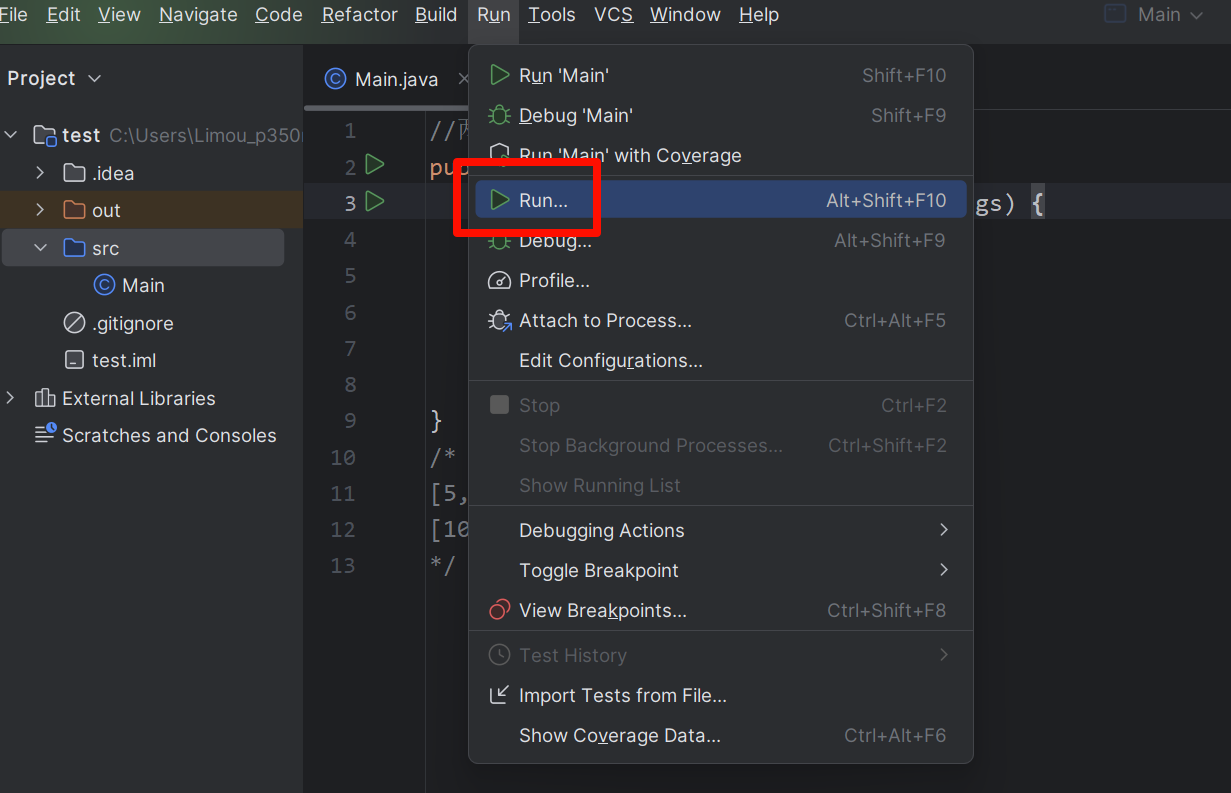 File Edit View Navigate Code Refactor Build Run Tools VCS Window Help Main
Project
test C:\Users\Limou_p350
.idea
out
src
Main
.gitignore
test.iml
External Libraries
Scratches and Consoles
Main.java
1 //
2
3 gs) {
4
5
6
7
8
9 }
10 /*
11 [5,
12 [10
13 */
Run 'Main' Shift+F10
Debug 'Main' Shift+F9
Run 'Main' with Coverage
Run... Alt+Shift+F10
Debug... Alt+Shift+F9
Profile...
Attach to Process... Ctrl+Alt+F5
Edit Configurations...
Stop Ctrl+F2
Stop Background Processes... Ctrl+Shift+F2
Show Running List
Debugging Actions
Toggle Breakpoint
View Breakpoints... Ctrl+Shift+F8
Test History
Import Tests from File...
Show Coverage Data... Ctrl+Alt+F6